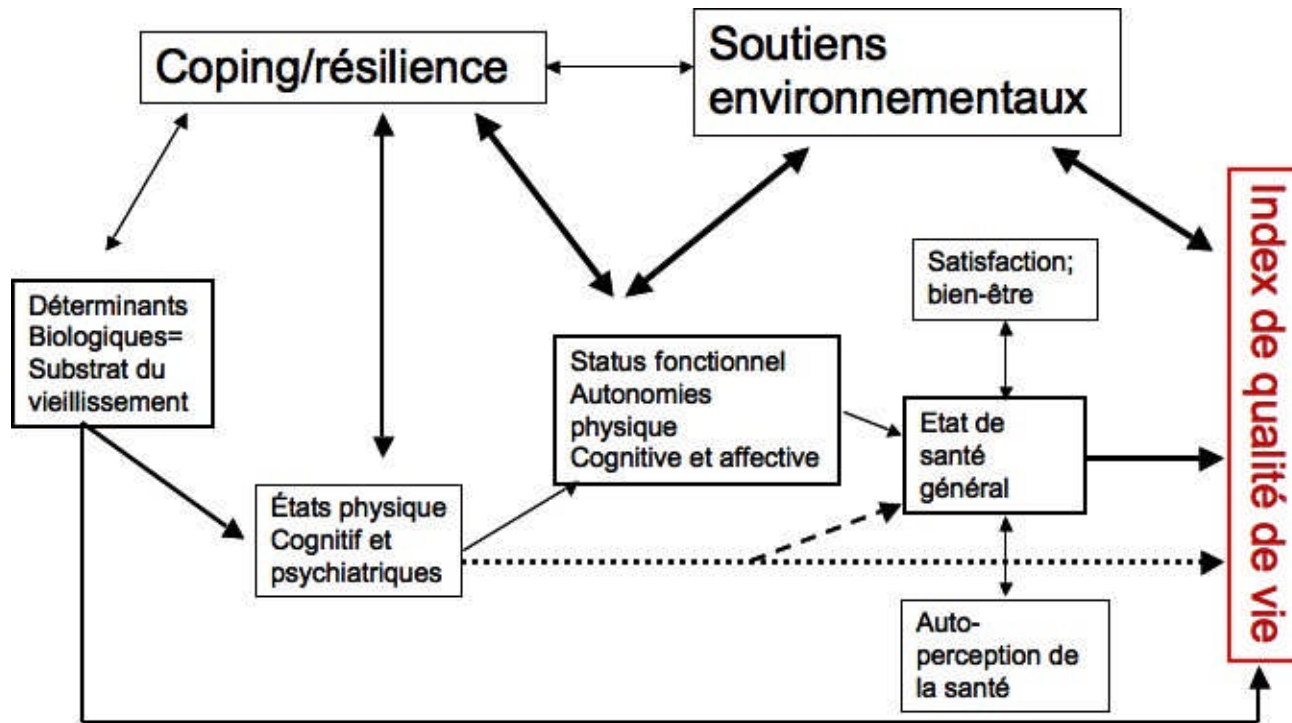 Coping/résilience
Soutiens
environnementaux
Déterminants
Biologiques=
Substrat du
vieillissement
États physique
Cognitif et
psychiatriques
Status fonctionnel
Autonomies
physique
Cognitive et affective
Satisfaction;
bien-être
Etat de
santé
général
Auto-
perception de
la santé
Index de qualité de vie